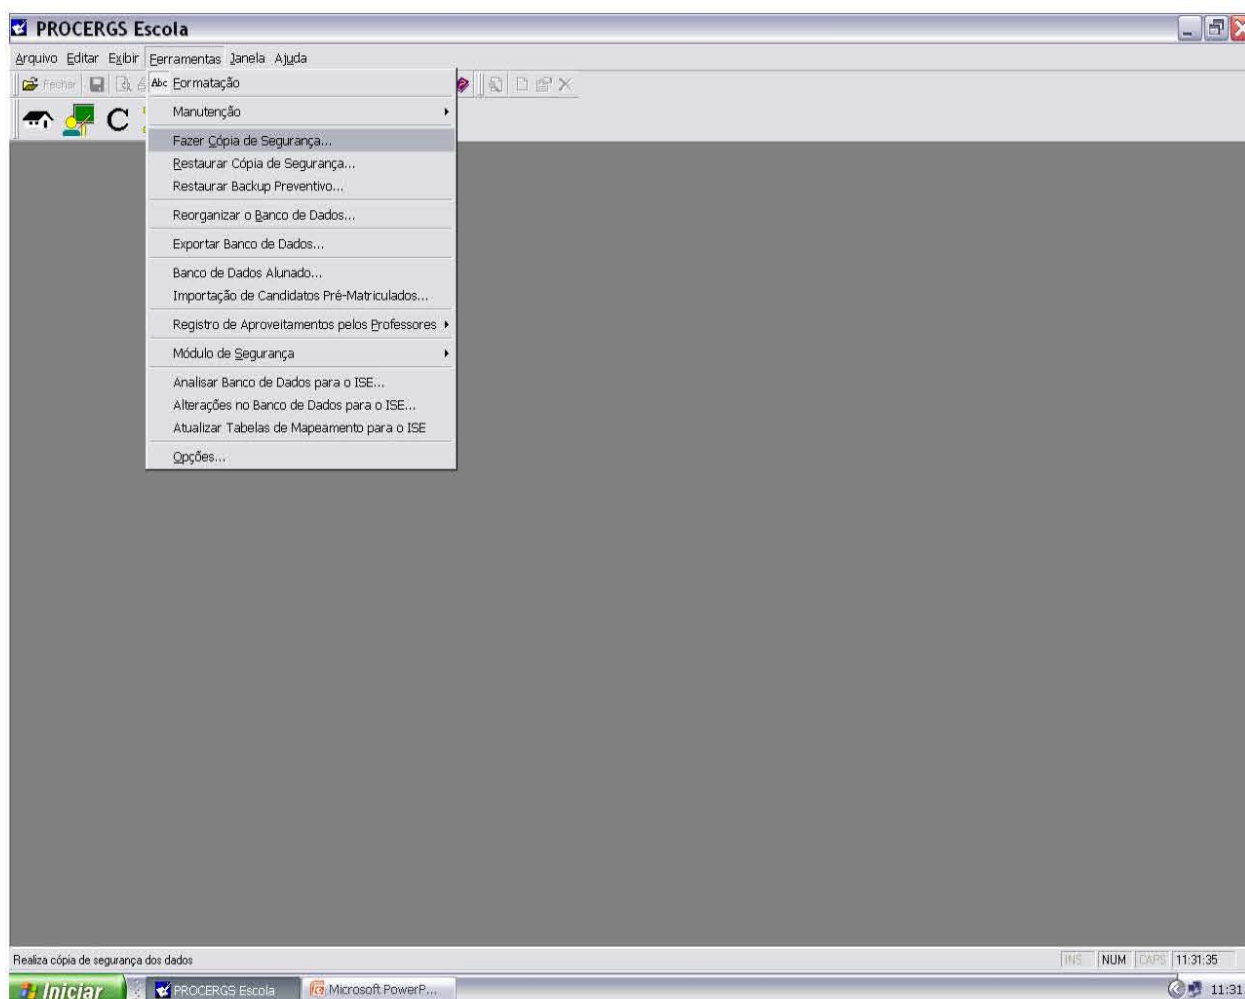 PROCERGS Escola
Arquivo Editar Exibir Ferramentas Janela Ajuda
Fechar
Abc Formatação
Manutenção
C
Fazer Cópia de Segurança...
Restaurar Cópia de Segurança...
Restaurar Backup Preventivo...
Reorganizar o Banco de Dados...
Exportar Banco de Dados...
Banco de Dados Alunado...
Importação de Candidatos Pré-Matriculados...
Registro de Aproveitamentos pelos Professores
Módulo de Segurança
Analisar Banco de Dados para o ISE...
Alterações no Banco de Dados para o ISE...
Atualizar Tabelas de Mapeamento para o ISE
Opções...
Realiza cópia de segurança dos dados INS NUM CAPS 11:31:35
Iniciar PROCERGS Escola Microsoft PowerP... 11:31